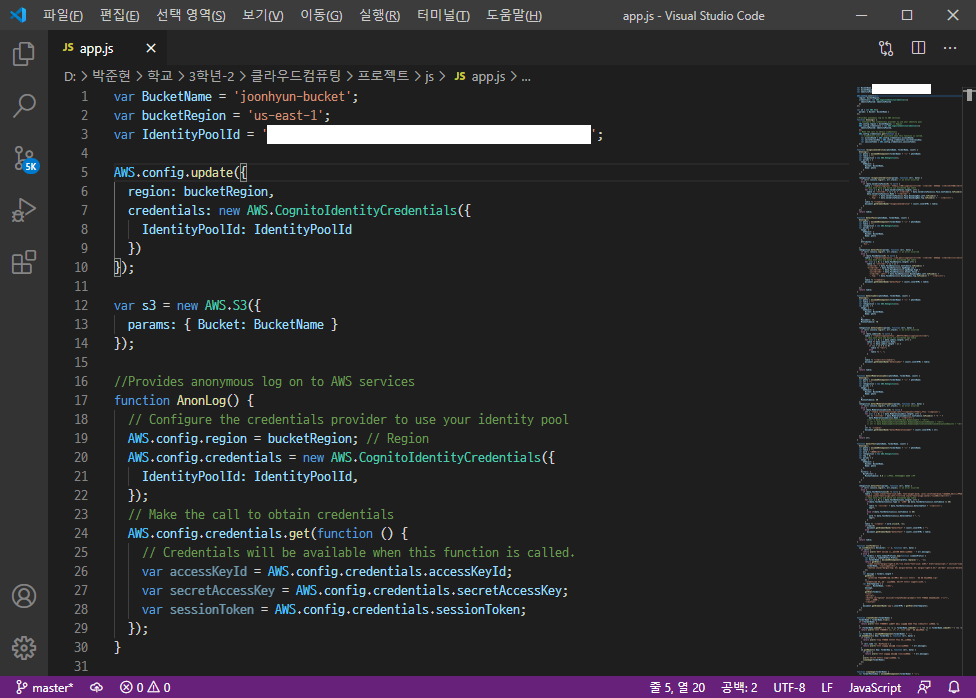 파일(F) 편집(E) 선택 영역(S) 보기(V) 이동(G) 실행(R) 터미널(T) 도움말(H) app.js - Visual Studio Code
JS app.js
D: > 박준현 > 학교 > 3학년-2 > 클라우드컴퓨팅 > 프로젝트 > js > JS app.js > ...
1 var BucketName = 'joonhyun-bucket';
2 var bucketRegion = 'us-east-1';
3 var IdentityPoolId = ' ';
4
5 AWS.config.update({
6 region: bucketRegion,
7 credentials: new AWS.CognitoIdentityCredentials({
8 IdentityPoolId: IdentityPoolId
9 })
10 });
11
12 var s3 = new AWS.S3({
13 params: { Bucket: BucketName }
14 });
15
16 //Provides anonymous log on to AWS services
17 function AnonLog() {
18 // Configure the credentials provider to use your identity pool
19 AWS.config.region = bucketRegion; // Region
20 AWS.config.credentials = new AWS.CognitoIdentityCredentials({
21 IdentityPoolId: IdentityPoolId,
22 });
23 // Make the call to obtain credentials
24 AWS.config.credentials.get(function () {
25 // Credentials will be available when this function is called.
26 var accessKeyId = AWS.config.credentials.accessKeyId;
27 var secretAccessKey = AWS.config.credentials.secretAccessKey;
28 var sessionToken = AWS.config.credentials.sessionToken;
29 });
30 }
31
5K
master* 0 0 줄 5, 열 20 공백: 2 UTF-8 LF JavaScript